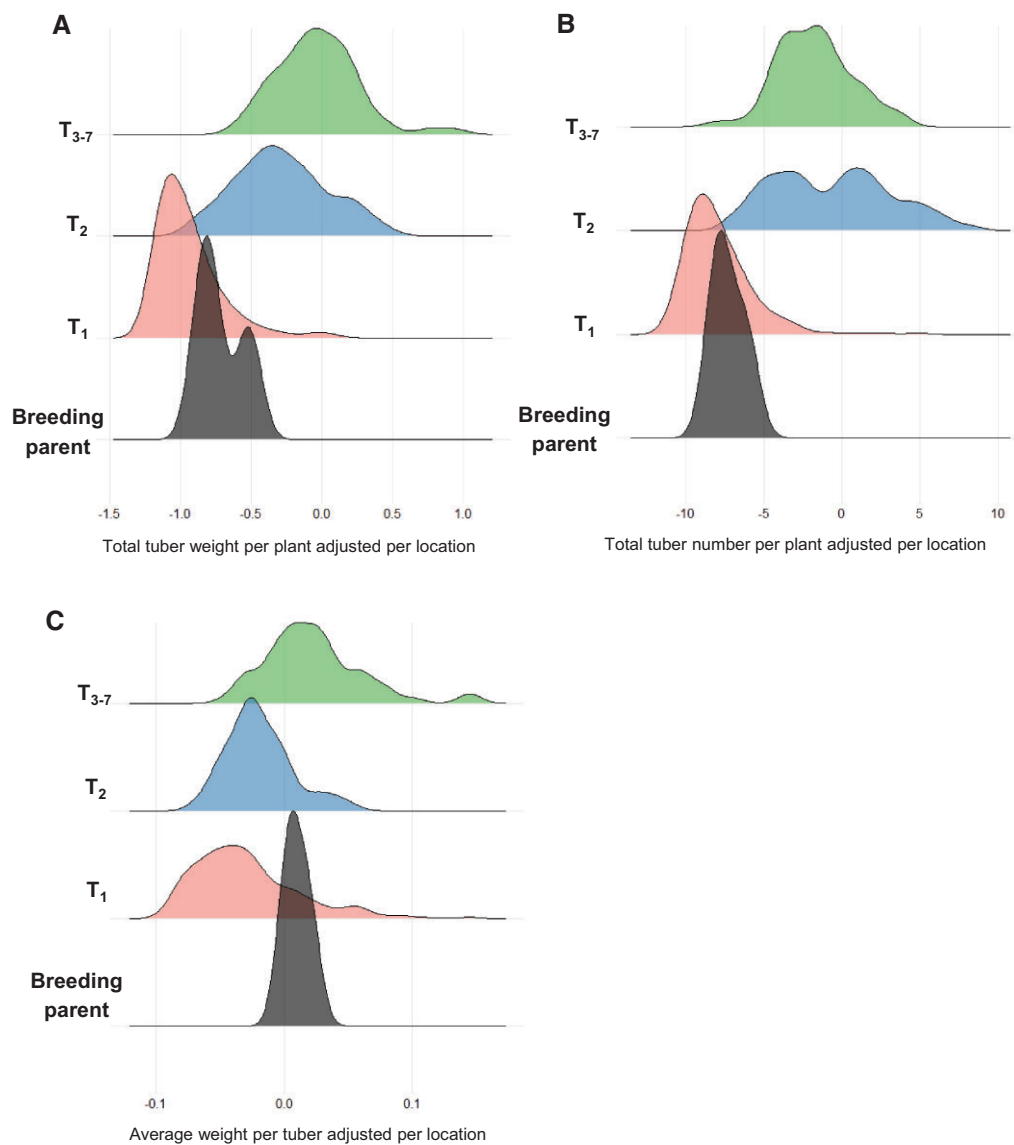 A
T3-7
T2
T1
Breeding
parent
-1.5 -1.0 -0.5 0.0 0.5 1.0
Total tuber weight per plant adjusted per location
B
T3-7
T2
T1
Breeding
parent
-10 -5 0 5 10
Total tuber number per plant adjusted per location
C
T3-7
T2
T1
Breeding
parent
-0.1 0.0 0.1
Average weight per tuber adjusted per location